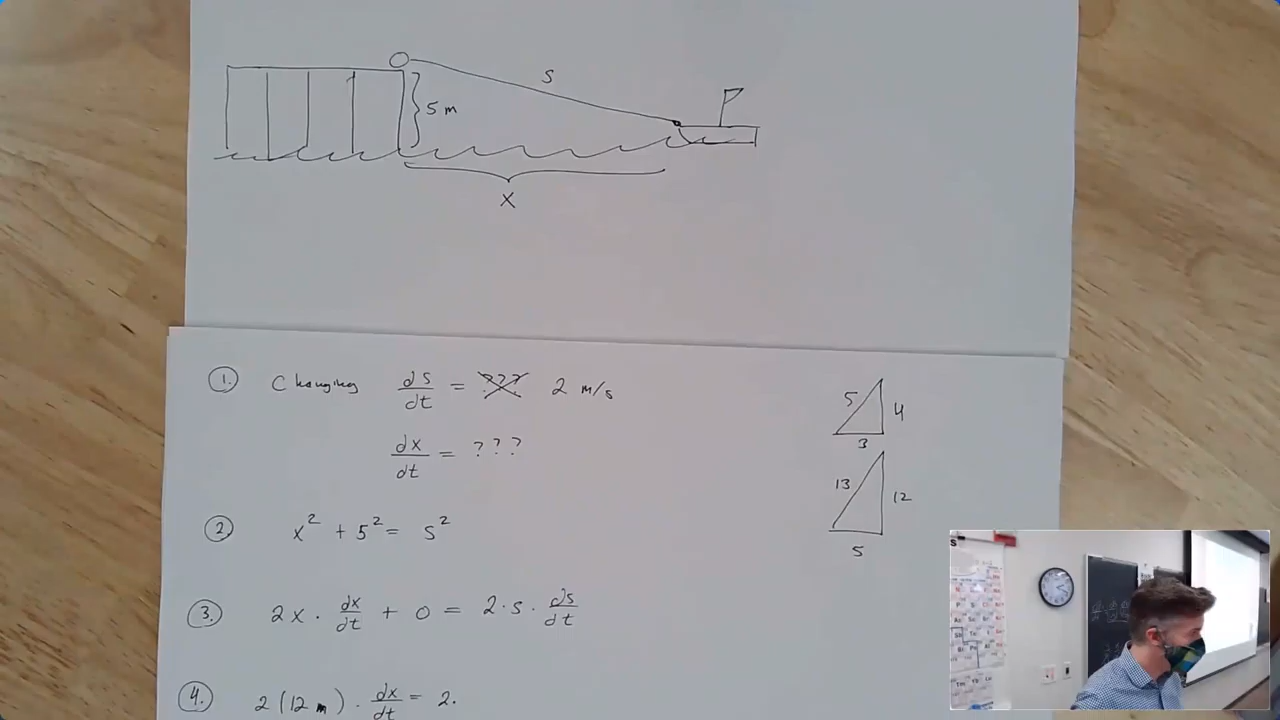 s
5 m
x
1. Changing ds/dt = ??? 2 m/s
dx/dt = ???
2. x² + 5² = s²
3. 2x · dx/dt + 0 = 2 · s · ds/dt
4. 2(12 m) · dx/dt = 2 ·
5 4
3
13 12
5